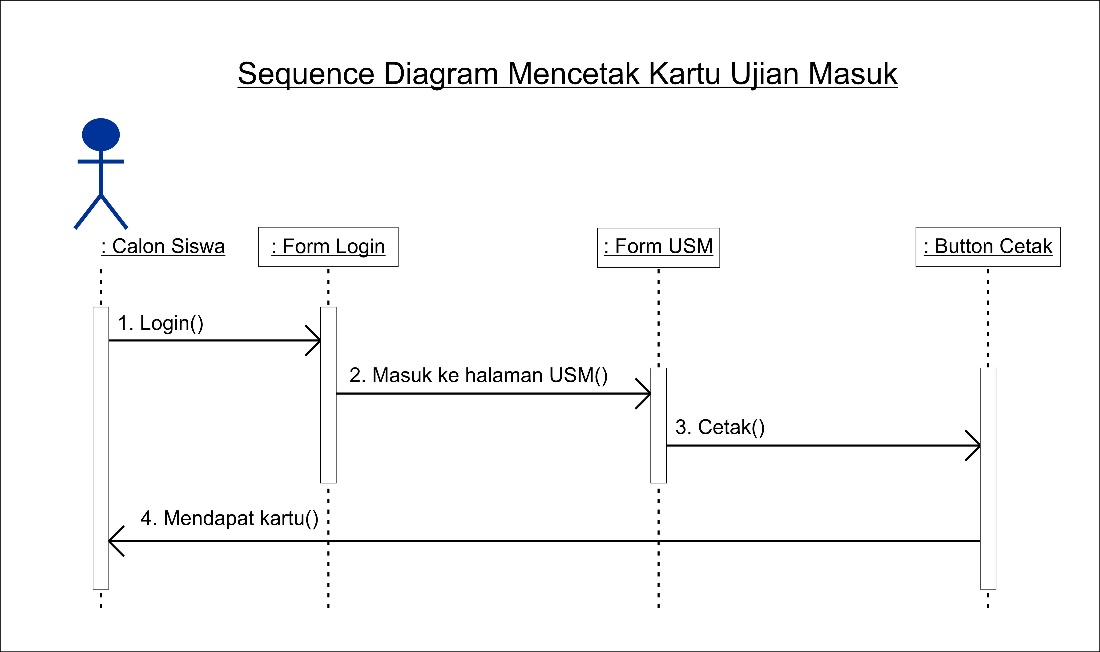 Sequence Diagram Mencetak Kartu Ujian Masuk
: Calon Siswa
: Form Login
: Form USM
: Button Cetak
1. Login()
2. Masuk ke halaman USM()
3. Cetak()
4. Mendapat kartu()